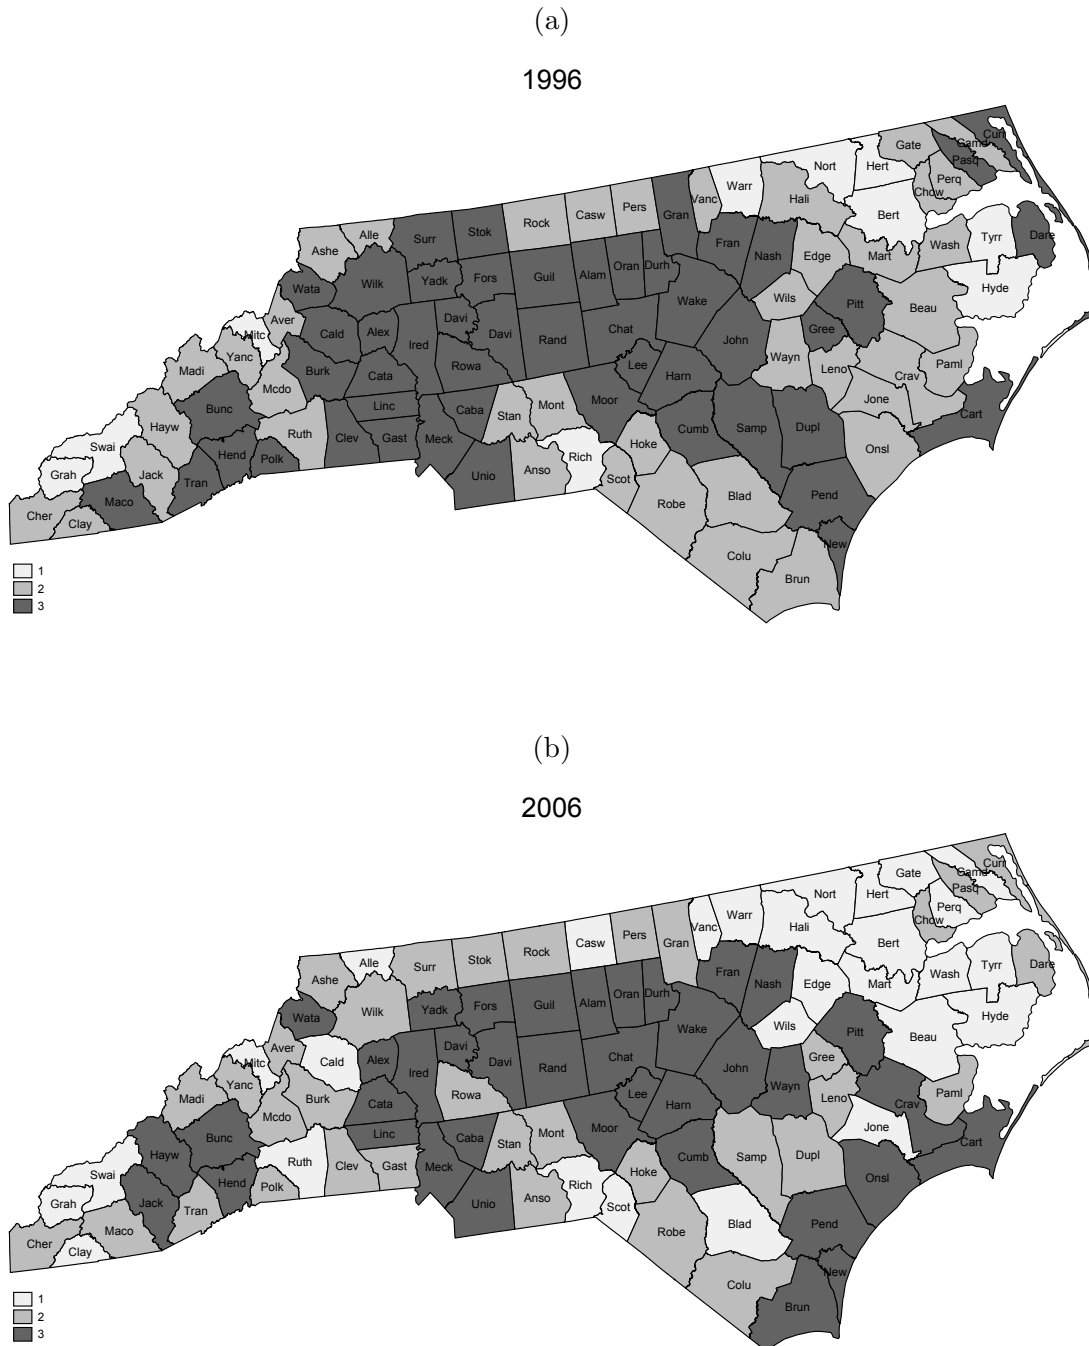 (a)
1996
Curr
Gate
Camd
Pasq
Hert
Nort
Perq
Warr
Chow
Vanc
Hali
Pers
Casw
Gran
Bert
Rock
Alle
Stok
Surr
Dare
Tyrr
Ashe
Fran
Wash
Nash
Edge
Mart
Oran
Durh
Alam
Guil
Fors
Yadk
Wilk
Wata
Hyde
Wake
Wils
Pitt
Beau
Davi
Aver
Chat
Gree
Mitc
Cald
Alex
Davi
Rand
John
Ired
Yanc
Wayn
Paml
Lee
Rowa
Madi
Burk
Cata
Harn
Leno
Crav
Mcdo
Jone
Moor
Linc
Bunc
Caba
Mont
Cart
Stan
Hayw
Ruth
Clev
Gast
Meck
Cumb
Samp
Dupl
Hoke
Swai
Onsl
Rich
Hend
Polk
Grah
Jack
Unio
Anso
Scot
Tran
Maco
Robe
Blad
Pend
Cher
Clay
New
Colu
Brun
1
2
3
(b)
2006
Curr
Gate
Camd
Pasq
Hert
Nort
Perq
Warr
Chow
Vanc
Hali
Pers
Casw
Gran
Bert
Rock
Alle
Stok
Surr
Dare
Tyrr
Ashe
Fran
Wash
Nash
Edge
Mart
Oran
Durh
Alam
Guil
Fors
Yadk
Wilk
Wata
Hyde
Wake
Wils
Pitt
Beau
Davi
Aver
Chat
Gree
Mitc
Cald
Alex
Davi
Rand
John
Ired
Yanc
Wayn
Paml
Lee
Rowa
Madi
Burk
Cata
Harn
Leno
Crav
Mcdo
Jone
Moor
Linc
Bunc
Caba
Mont
Cart
Stan
Hayw
Ruth
Clev
Gast
Meck
Cumb
Samp
Dupl
Hoke
Swai
Onsl
Rich
Hend
Polk
Grah
Jack
Unio
Anso
Scot
Tran
Maco
Robe
Blad
Pend
Cher
Clay
New
Colu
Brun
1
2
3